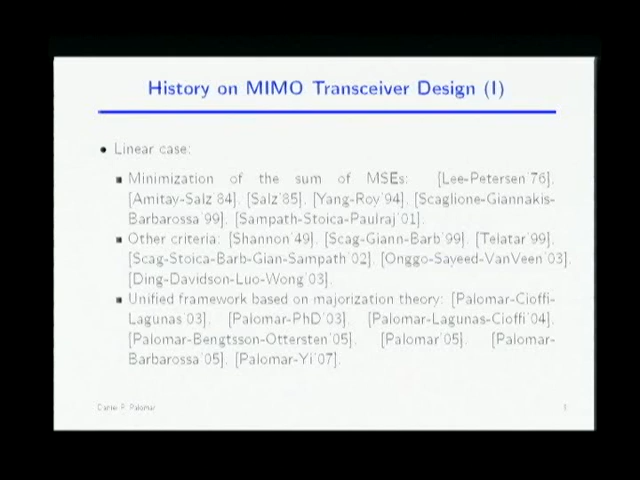 History on MIMO Transceiver Design (I)
• Linear case:
Minimization of the sum of MSEs: [Lee-Petersen'76],
[Amitay-Salz'84], [Salz'85], [Yang-Roy'94], [Scaglione-Giannakis-
Barbarossa'99], [Sampath-Stoica-Paulraj'01].
Other criteria: [Shannon'49], [Scag-Giann-Barb'99], [Telatar'99],
[Scag-Stoica-Barb-Gian-Sampath'02], [Onggo-Sayeed-VanVeen'03],
[Ding-Davidson-Luo-Wong'03].
Unified framework based on majorization theory: [Palomar-Cioffi-
Lagunas'03], [Palomar-PhD'03], [Palomar-Lagunas-Cioffi'04],
[Palomar-Bengtsson-Ottersten'05], [Palomar'05], [Palomar-
Barbarossa'05], [Palomar-Yi'07].
Daniel P. Palomar